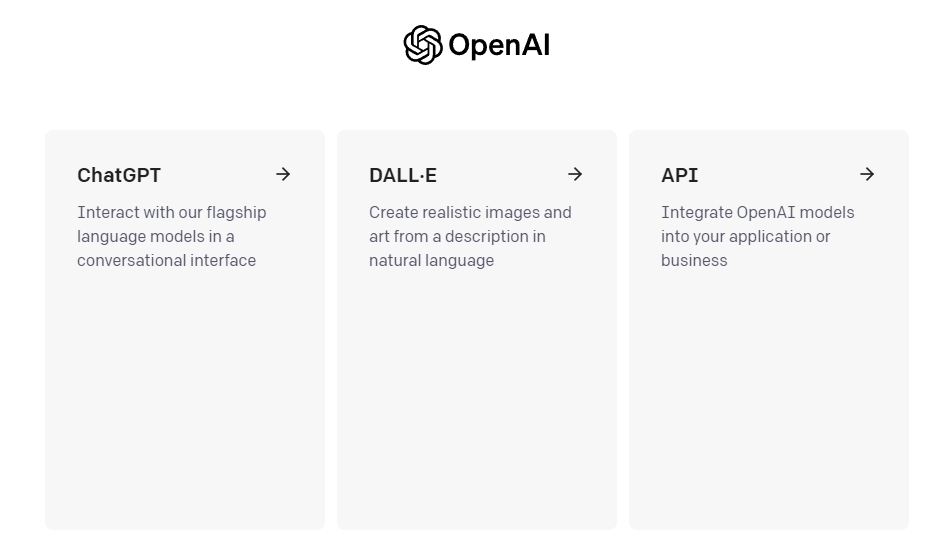 OpenAI
ChatGPT
Interact with our flagship
language models in a
conversational interface
DALL·E
Create realistic images and
art from a description in
natural language
API
Integrate OpenAI models
into your application or
business